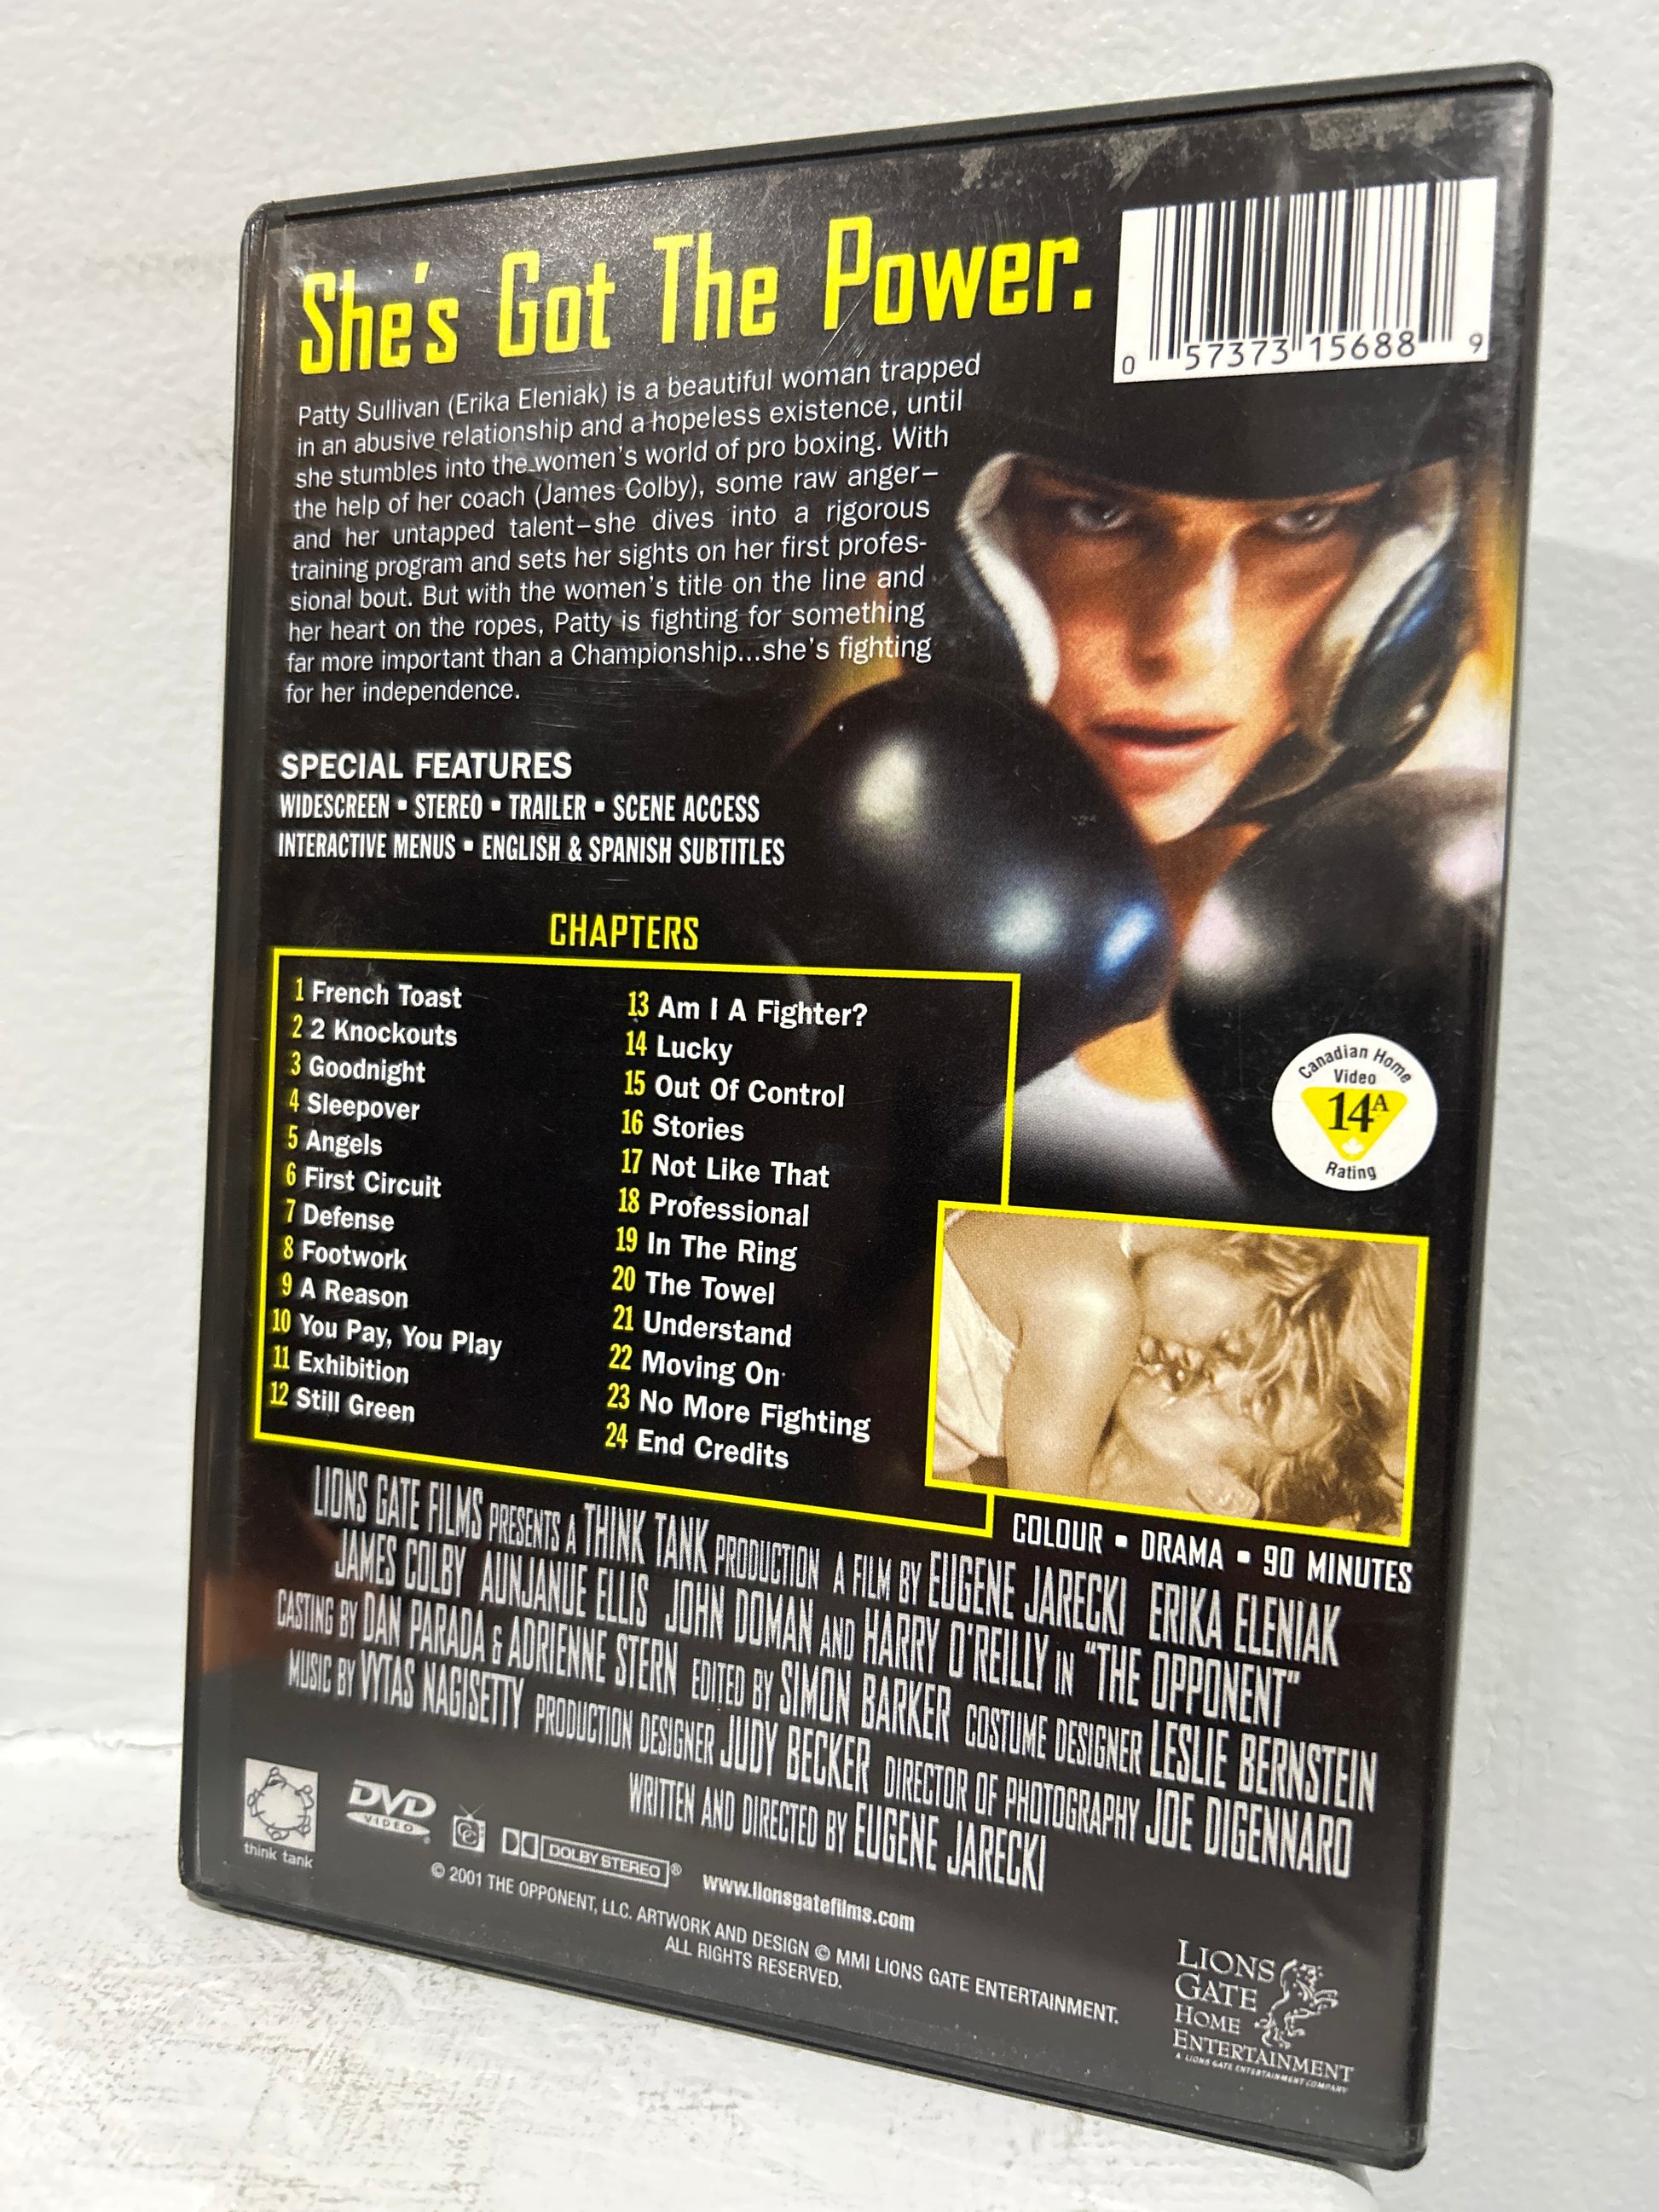 She's Got The Power.
0 57373 15688 9
Patty Sullivan (Erika Eleniak) is a beautiful woman trapped
in an abusive relationship and a hopeless existence, until
she stumbles into the women's world of pro boxing. With
the help of her coach (James Colby), some raw anger–
and her untapped talent–she dives into a rigorous
training program and sets her sights on her first profes-
sional bout. But with the women's title on the line and
her heart on the ropes, Patty is fighting for something
far more important than a Championship...she's fighting
for her independence.
SPECIAL FEATURES
WIDESCREEN ▪ STEREO ▪ TRAILER ▪ SCENE ACCESS
INTERACTIVE MENUS ▪ ENGLISH & SPANISH SUBTITLES
CHAPTERS
1 French Toast
2 2 Knockouts
3 Goodnight
4 Sleepover
5 Angels
6 First Circuit
7 Defense
8 Footwork
9 A Reason
10 You Pay, You Play
11 Exhibition
12 Still Green
13 Am I A Fighter?
14 Lucky
15 Out Of Control
16 Stories
17 Not Like That
18 Professional
19 In The Ring
20 The Towel
21 Understand
22 Moving On
23 No More Fighting
24 End Credits
Canadian Home
Video
14A
Rating
COLOUR ▪ DRAMA ▪ 90 MINUTES
LIONS GATE FILMS PRESENTS A THINK TANK PRODUCTION A FILM BY EUGENE JARECKI ERIKA ELENIAK
JAMES COLBY AUNJANUE ELLIS JOHN DOMAN AND HARRY O'REILLY IN "THE OPPONENT"
CASTING BY DAN PARADA & ADRIENNE STERN EDITED BY SIMON BARKER COSTUME DESIGNER LESLIE BERNSTEIN
MUSIC BY VYTAS NAGISETTY PRODUCTION DESIGNER JUDY BECKER DIRECTOR OF PHOTOGRAPHY JOE DIGENNARO
WRITTEN AND DIRECTED BY EUGENE JARECKI
think tank
DVD
VIDEO
CC
DOLBY STEREO ®
www.lionsgatefilms.com
© 2001 THE OPPONENT, LLC. ARTWORK AND DESIGN © MMI LIONS GATE ENTERTAINMENT.
ALL RIGHTS RESERVED.
LIONS
GATE
HOME
ENTERTAINMENT
A LIONS GATE ENTERTAINMENT COMPANY